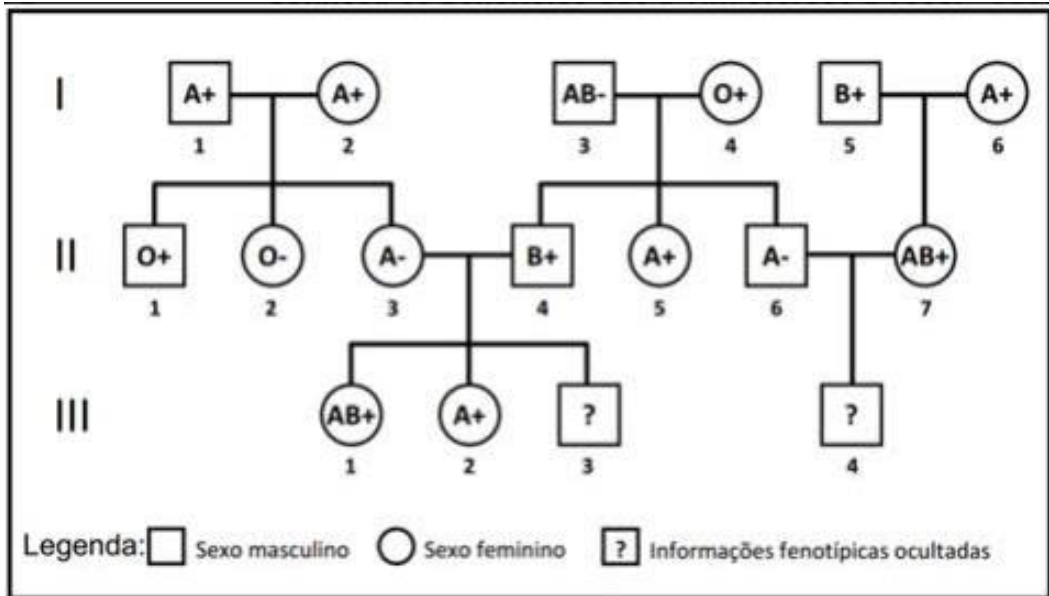 I A+ A+ AB- O+ B+ A+
1 2 3 4 5 6
II O+ O- A- B+ A+ A- AB+
1 2 3 4 5 6 7
III AB+ A+ ? ?
1 2 3 4
Legenda: Sexo masculino Sexo feminino ? Informações fenotípicas ocultadas